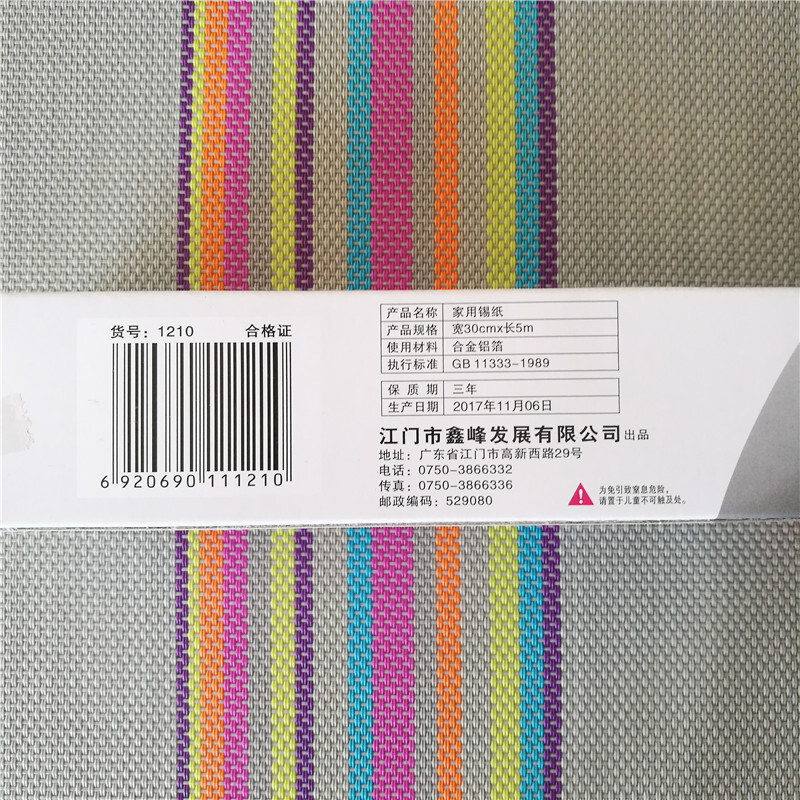 货号：1210 合格证
6 920690 111210
产品名称 家用锡纸
产品规格 宽30cmx长5m
使用材料 合金铝箔
执行标准 GB 11333-1989
保质期 三年
生产日期 2017年11月06日
江门市鑫峰发展有限公司出品
地址：广东省江门市高新西路29号
电话：0750-3866332
传真：0750-3866336
邮政编码：529080
为免引致窒息危险，
请置于儿童不可触及处。